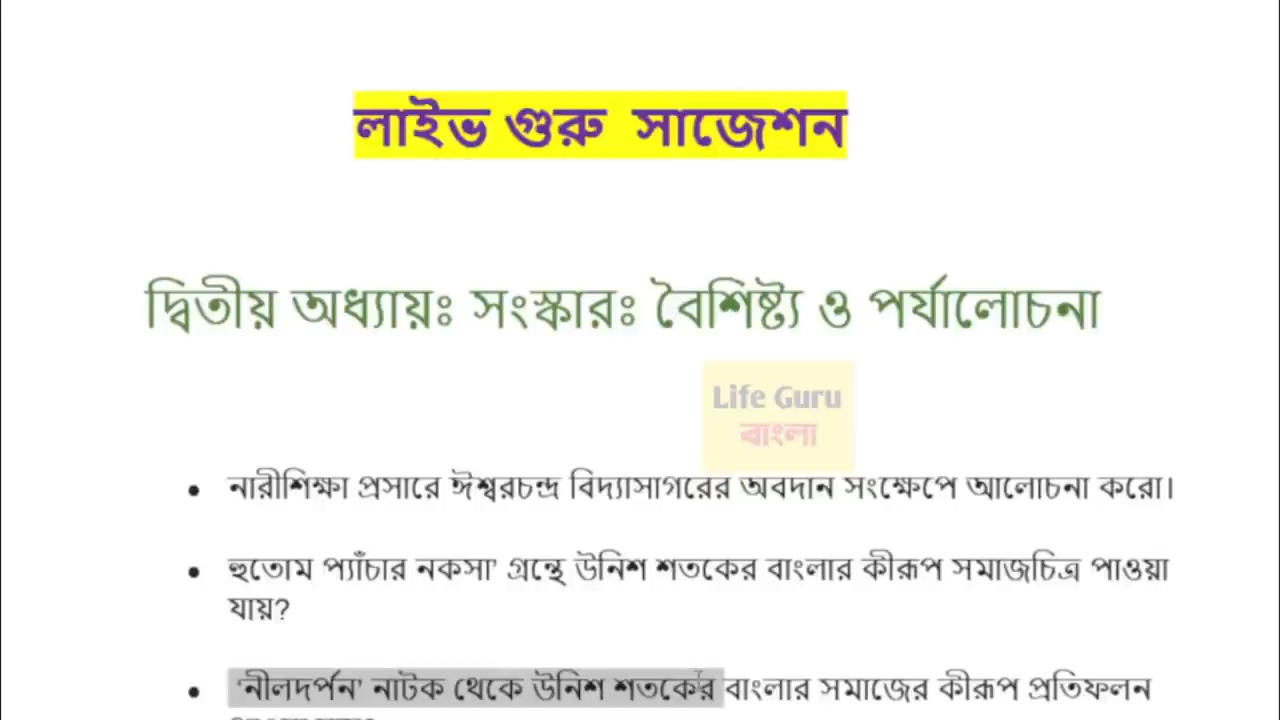 লাইভ গুরু সাজেশন
দ্বিতীয় অধ্যায়ঃ সংস্কারঃ বৈশিষ্ট্য ও পর্যালোচনা
Life Guru
বাংলা
• নারীশিক্ষা প্রসারে ঈশ্বরচন্দ্র বিদ্যাসাগরের অবদান সংক্ষেপে আলোচনা করো।
• হুতোম প্যাঁচার নকসা' গ্রন্থে উনিশ শতকের বাংলার কীরূপ সমাজচিত্র পাওয়া
যায়?
• 'নীলদর্পন' নাটক থেকে উনিশ শতকের বাংলার সমাজের কীরূপ প্রতিফলন